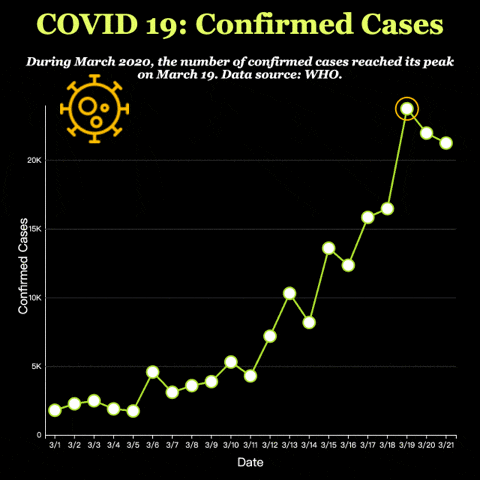 COVID 19: Confirmed Cases
During March 2020, the number of confirmed cases reached its peak
on March 19. Data source: WHO.
Confirmed Cases
20K
15K
10K
5K
0
3/1 3/2 3/3 3/4 3/5 3/6 3/7 3/8 3/9 3/10 3/11 3/12 3/13 3/14 3/15 3/16 3/17 3/18 3/19 3/20 3/21
Date